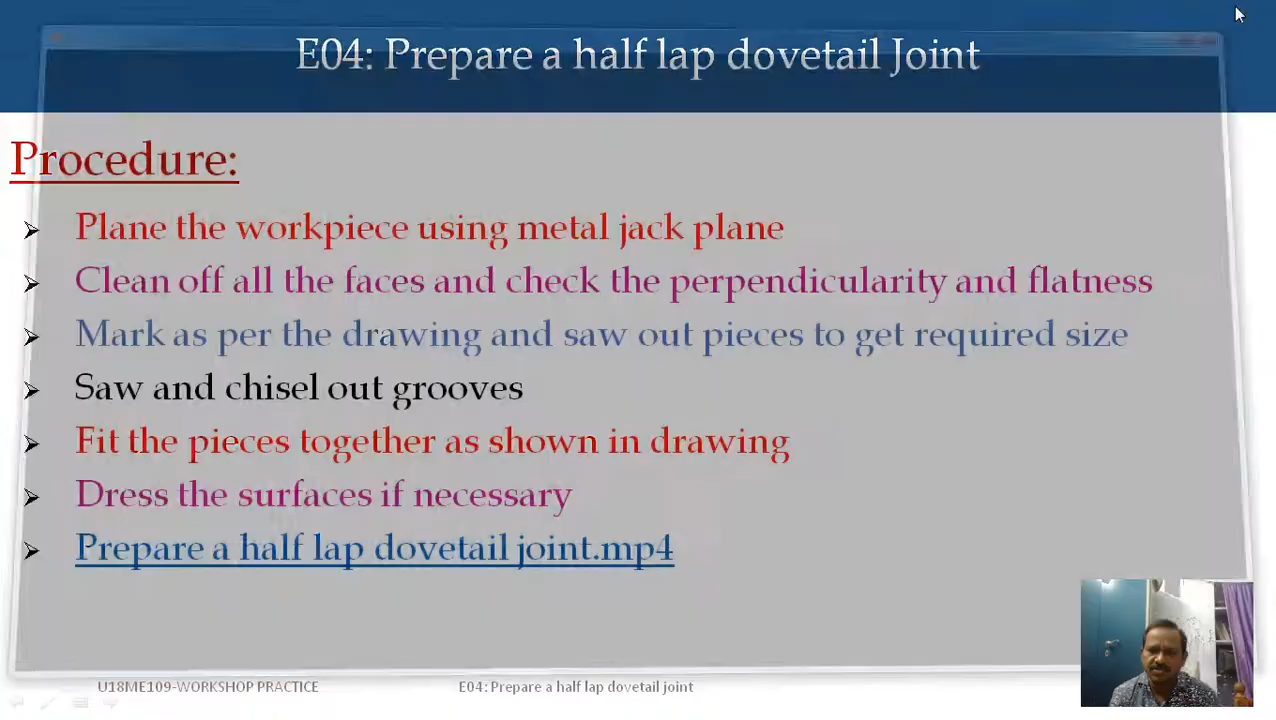 E04: Prepare a half lap dovetail Joint
Procedure:
Plane the workpiece using metal jack plane
Clean off all the faces and check the perpendicularity and flatness
Mark as per the drawing and saw out pieces to get required size
Saw and chisel out grooves
Fit the pieces together as shown in drawing
Dress the surfaces if necessary
Prepare a half lap dovetail joint.mp4
U18ME109-WORKSHOP PRACTICE
E04: Prepare a half lap dovetail joint